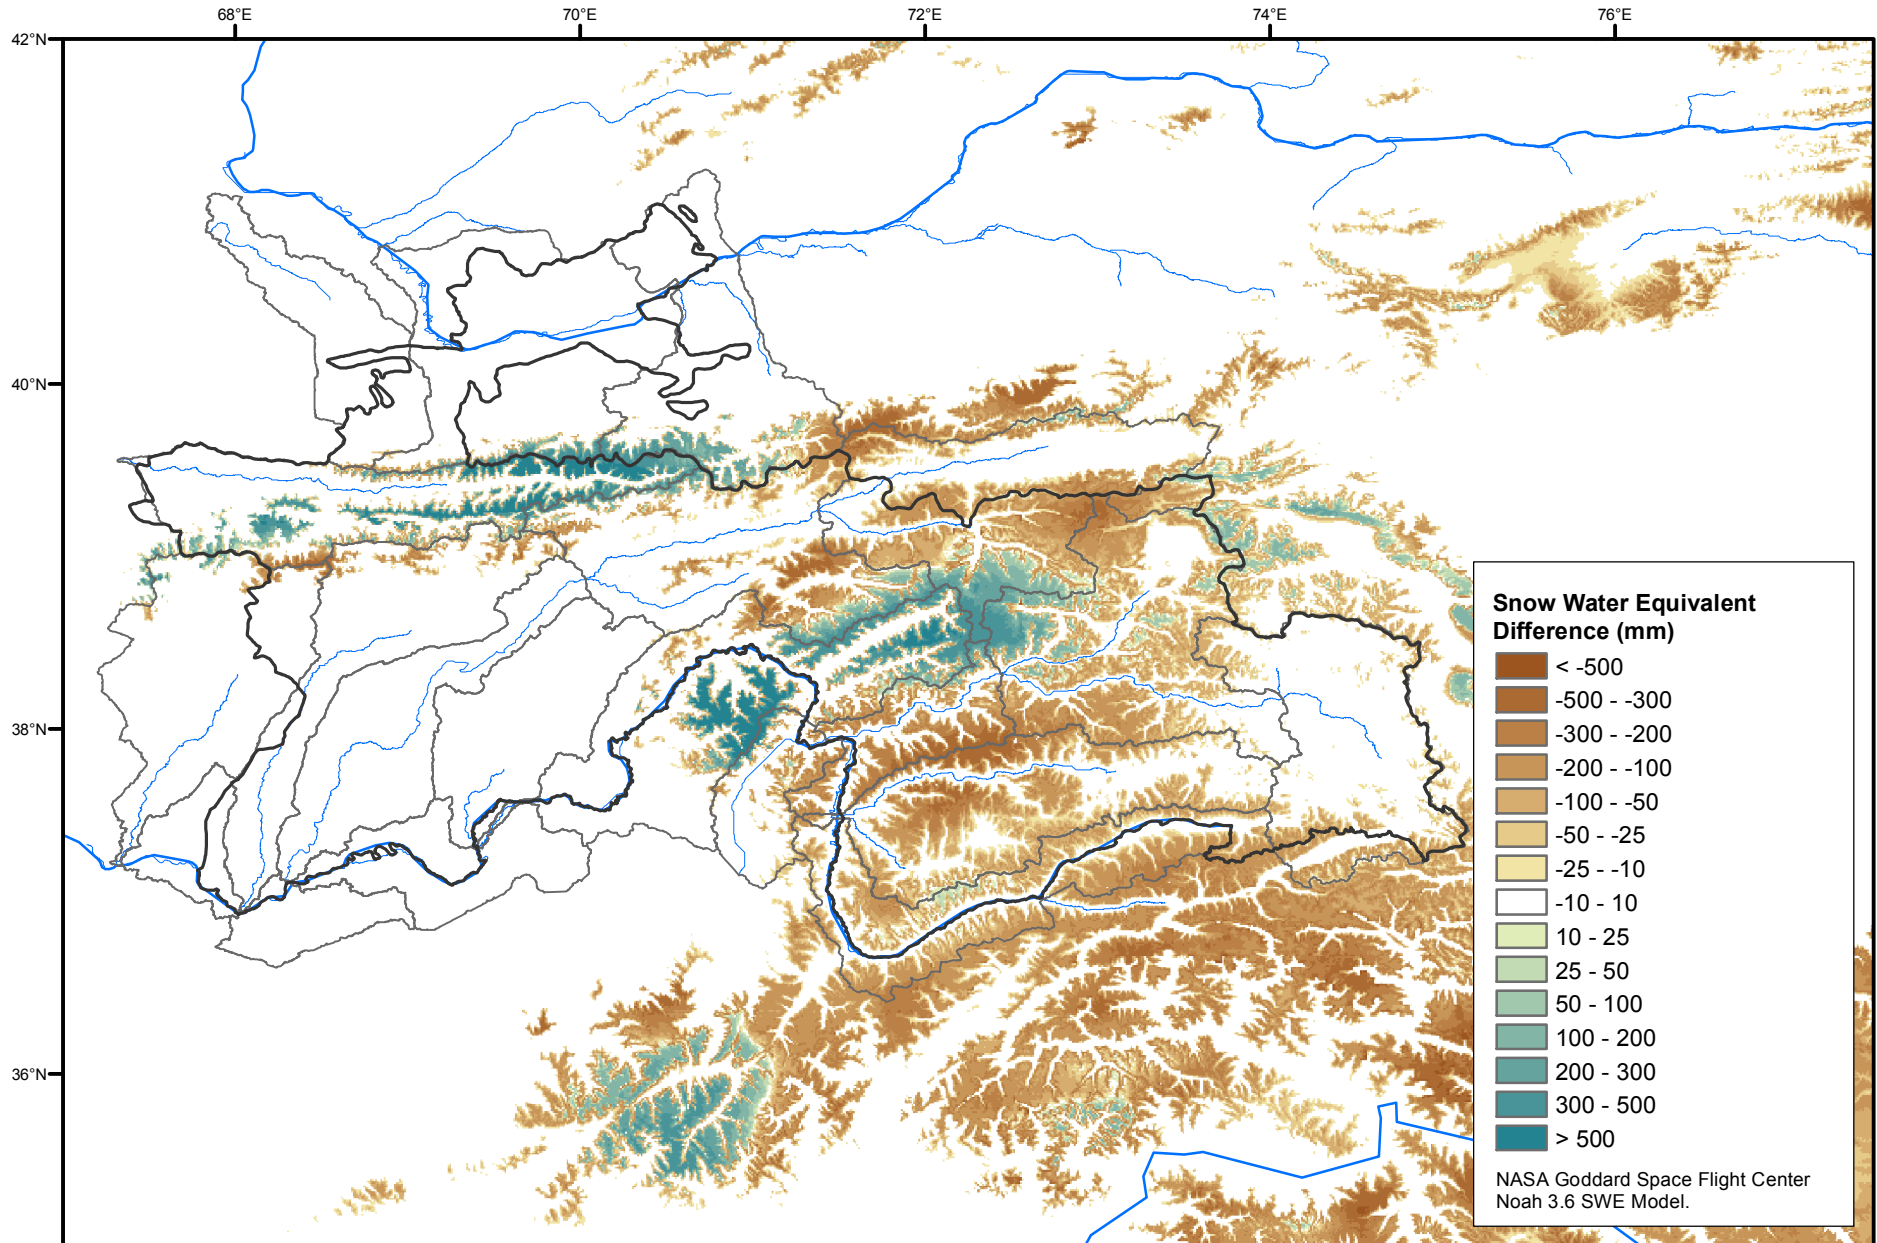 68°E 70°E 72°E 74°E 76°E
42°N
40°N
38°N
36°N
Snow Water Equivalent
Difference (mm)
< -500
-500 - -300
-300 - -200
-200 - -100
-100 - -50
-50 - -25
-25 - -10
-10 - 10
10 - 25
25 - 50
50 - 100
100 - 200
200 - 300
300 - 500
> 500
NASA Goddard Space Flight Center
Noah 3.6 SWE Model.